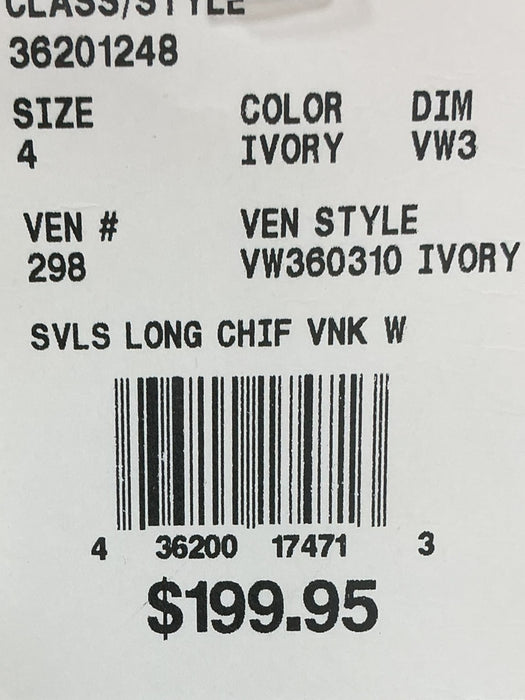 CLASS/STYLE
36201248
SIZE COLOR DIM
4 IVORY VW3
VEN # VEN STYLE
298 VW360310 IVORY
SVLS LONG CHIF VNK W
4 36200 17471 3
$199.95